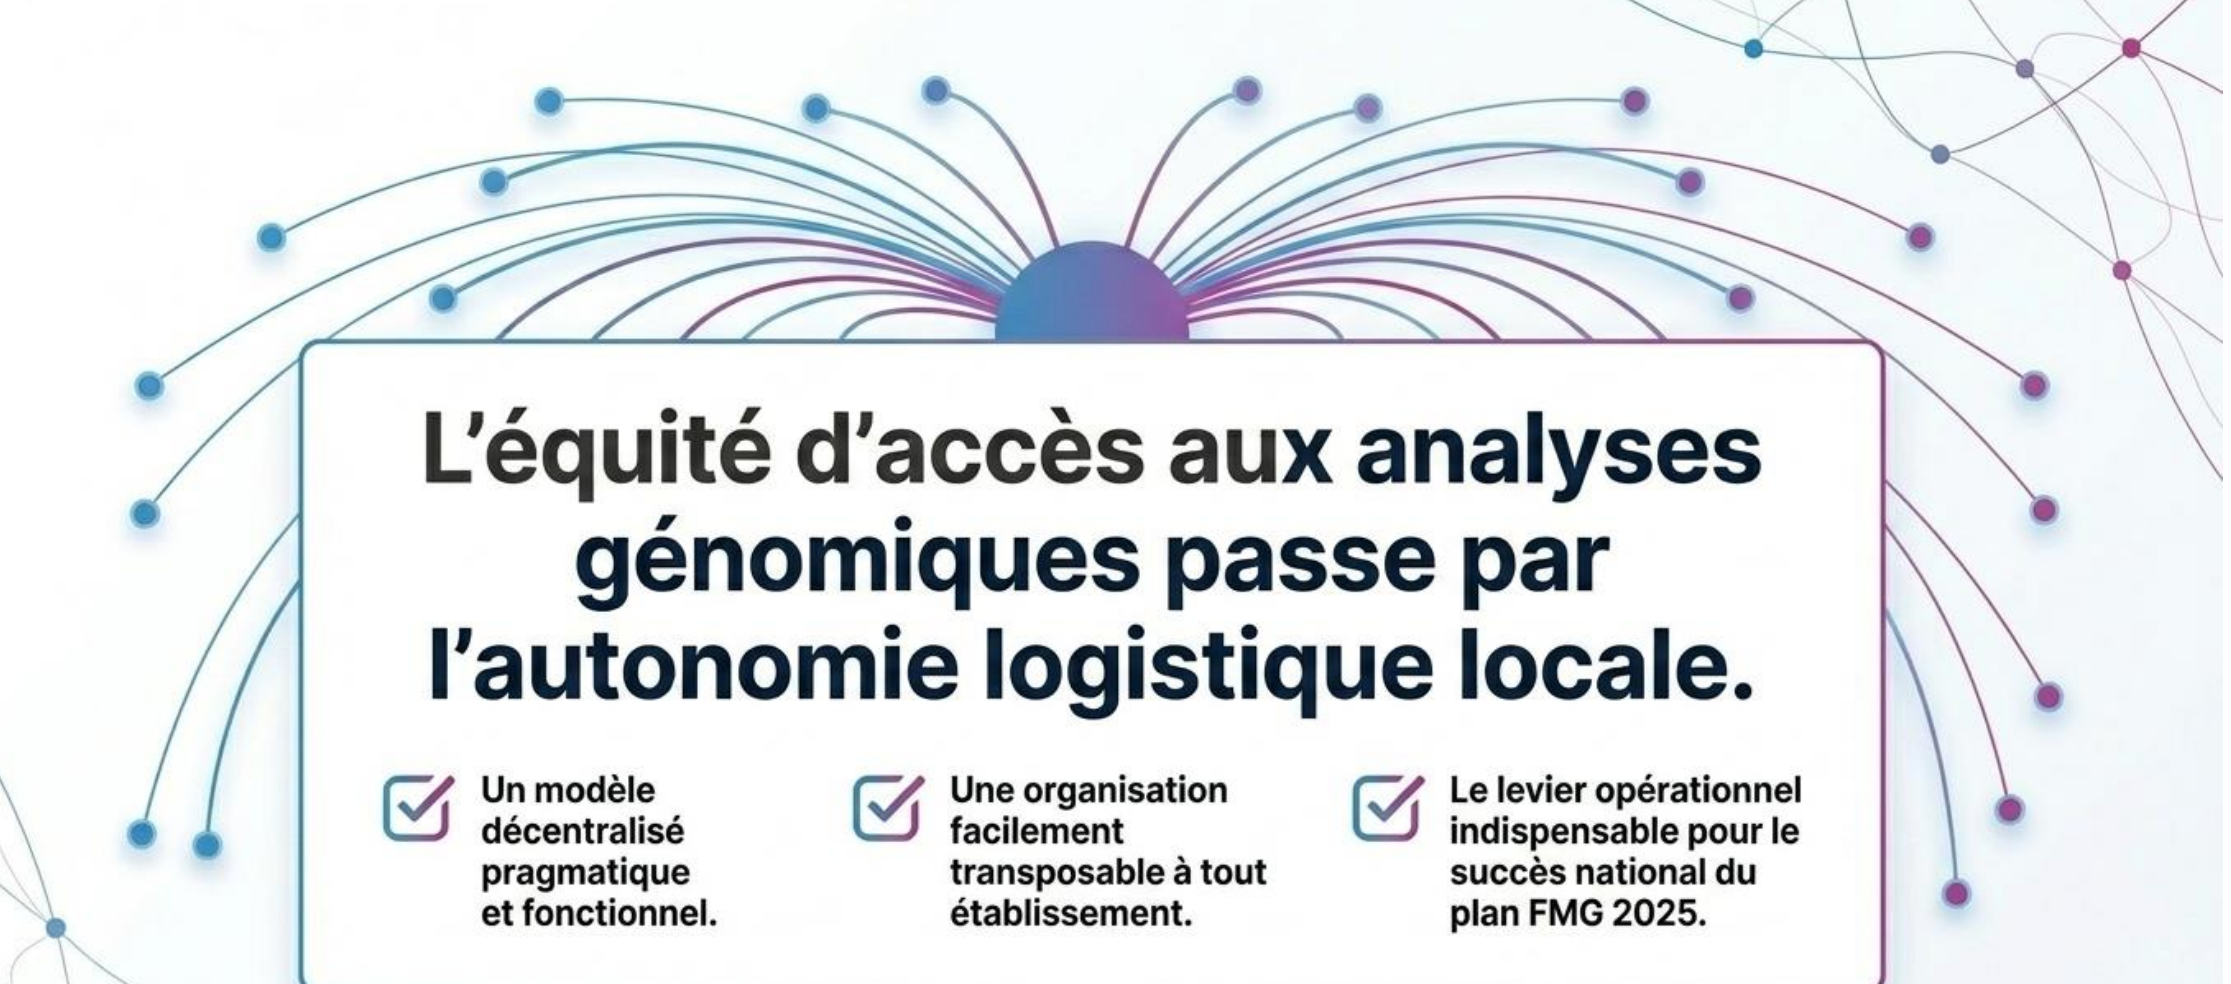 L’équité d’accès aux analyses
génomiques passe par
l’autonomie logistique locale.
Un modèle
décentralisé
pragmatique
et fonctionnel.
Une organisation
facilement
transposable à tout
établissement.
Le levier opérationnel
indispensable pour le
succès national du
plan FMG 2025.